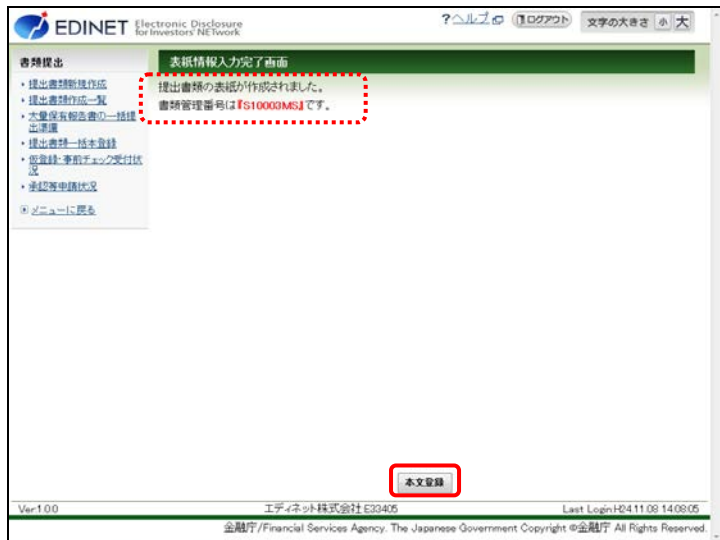 EDINET Electronic Disclosure for Investors' NETwork
?ヘルプ ログアウト 文字の大きさ 小 大
書類提出
・提出書類新規作成
・提出書類作成一覧
・大量保有報告書の一括提出準備
・提出書類一括本登録
・仮登録・事前チェック受付状況
・承認等申請状況
メニューに戻る
表紙情報入力完了画面
提出書類の表紙が作成されました。
書類管理番号は『S10003MS』です。
本文登録
Ver1.00 エディネット株式会社 E33405 Last Login:H24.11.08 14:08:05
金融庁/Financial Services Agency. The Japanese Government Copyright ©金融庁 All Rights Reserved.